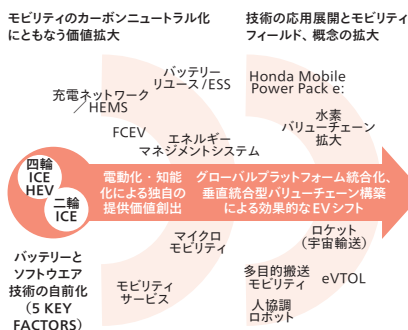 モビリティのカーボンニュートラル化
にともなう価値拡大
技術の応用展開とモビリティ
フィールド、概念の拡大
バッテリー
リユース/ESS
充電ネットワーク
/HEMS
FCEV
エネルギー
マネジメントシステム
Honda Mobile
Power Pack e:
水素
バリューチェーン
拡大
四輪
ICE
HEV
二輪
ICE
電動化・知能
化による独自の
提供価値創出
グローバルプラットフォーム統合化、
垂直統合型バリューチェーン構築
による効果的なEVシフト
バッテリーと
ソフトウエア
技術の自前化
(5 KEY
FACTORS)
マイクロ
モビリティ
モビリティ
サービス
ロケット
(宇宙輸送)
多目的搬送
モビリティ
eVTOL
人協調
ロボット